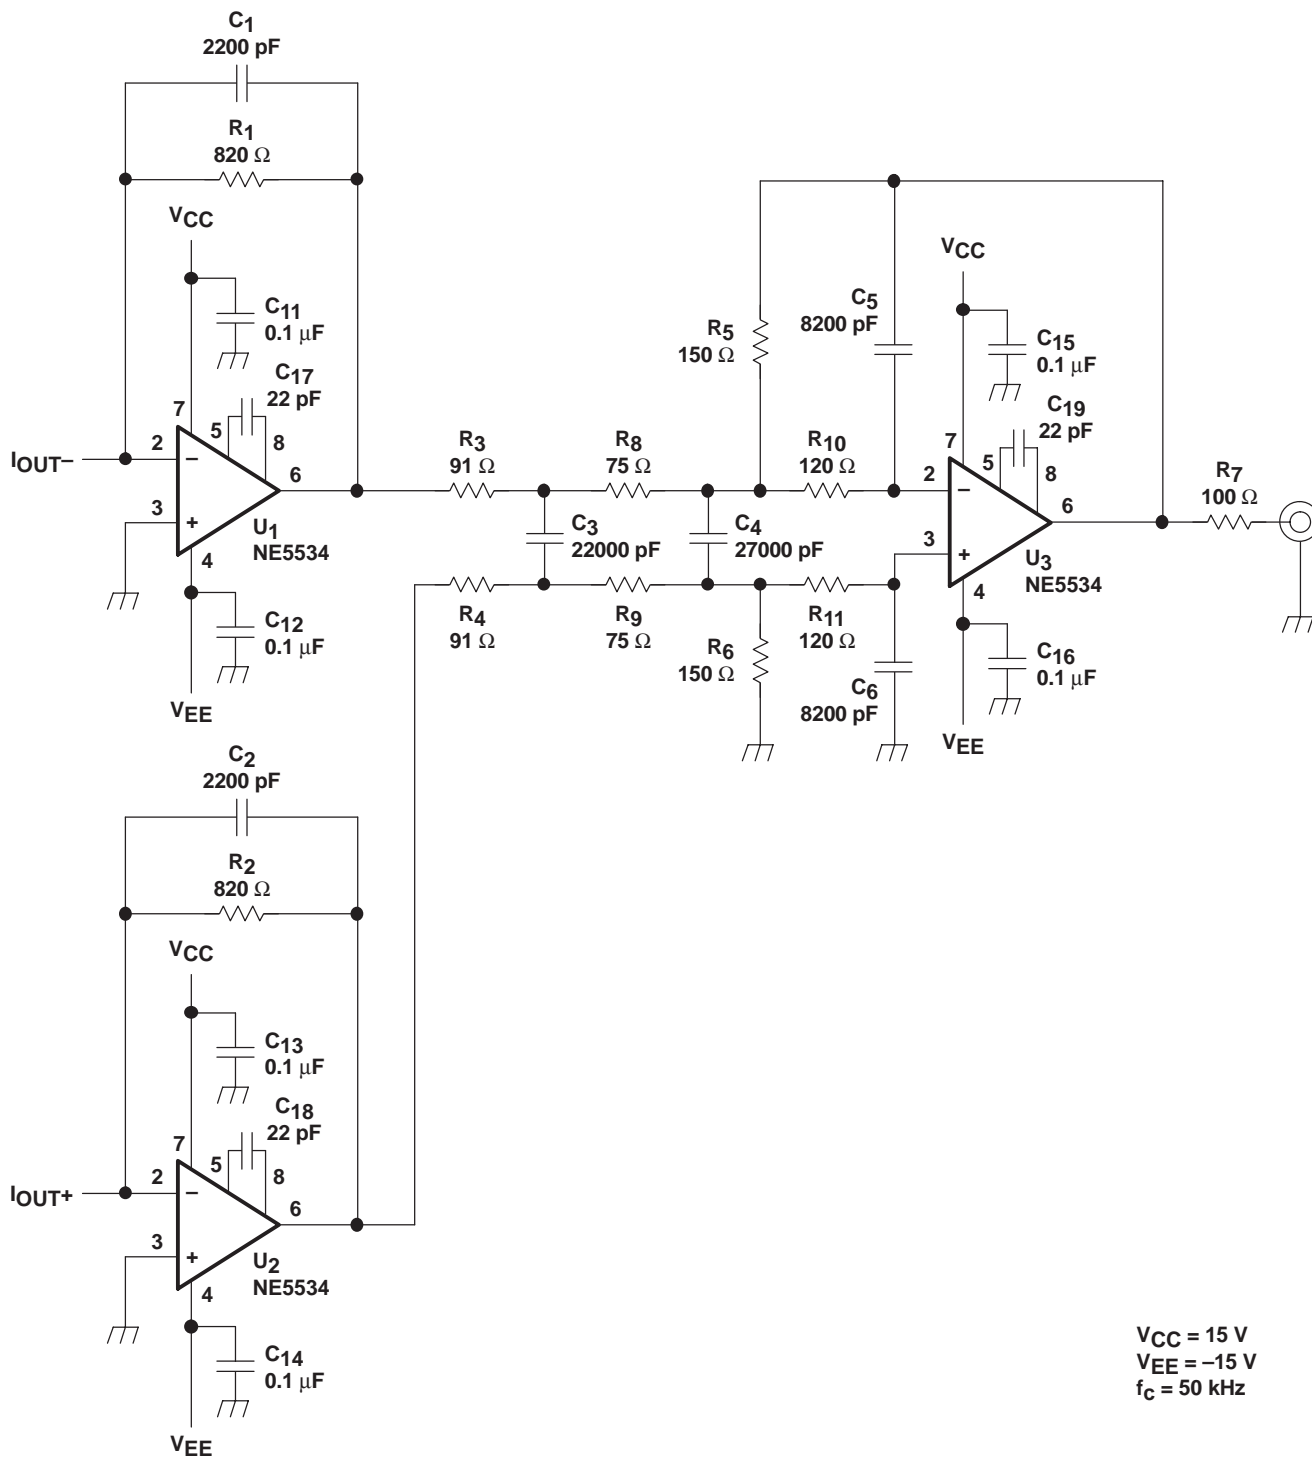 C1
2200 pF
R1
820 Ω
VCC
C11
0.1 µF
C17
22 pF
7
5
8
2
–
IOUT–
6
3
+
U1
NE5534
4
C12
0.1 µF
VEE
R3
91 Ω
R8
75 Ω
R10
120 Ω
C3
22000 pF
C4
27000 pF
R4
91 Ω
R9
75 Ω
R11
120 Ω
R5
150 Ω
C5
8200 pF
R6
150 Ω
C6
8200 pF
VCC
C15
0.1 µF
C19
22 pF
7
5
8
2
–
6
3
+
U3
NE5534
4
R7
100 Ω
C16
0.1 µF
VEE
C2
2200 pF
R2
820 Ω
VCC
C13
0.1 µF
C18
22 pF
7
5
8
2
–
IOUT+
6
3
+
U2
NE5534
4
C14
0.1 µF
VEE
VCC = 15 V
VEE = –15 V
fc = 50 kHz